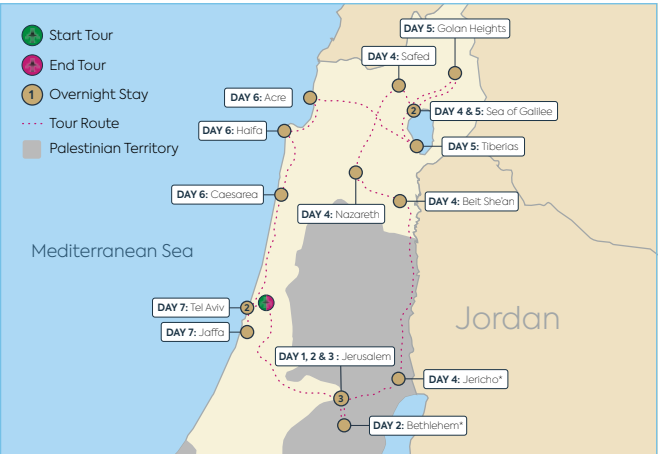 Start Tour
End Tour
1 Overnight Stay
Tour Route
Palestinian Territory
DAY 5: Golan Heights
DAY 4: Safed
DAY 6: Acre
2
DAY 4 & 5: Sea of Galilee
DAY 6: Haifa
DAY 5: Tiberias
DAY 6: Caesarea
DAY 4: Beit She'an
DAY 4: Nazareth
Mediterranean Sea
DAY 7: Tel Aviv
2
Jordan
DAY 7: Jaffa
DAY 1, 2 & 3 : Jerusalem
DAY 4: Jericho*
3
DAY 2: Bethlehem*